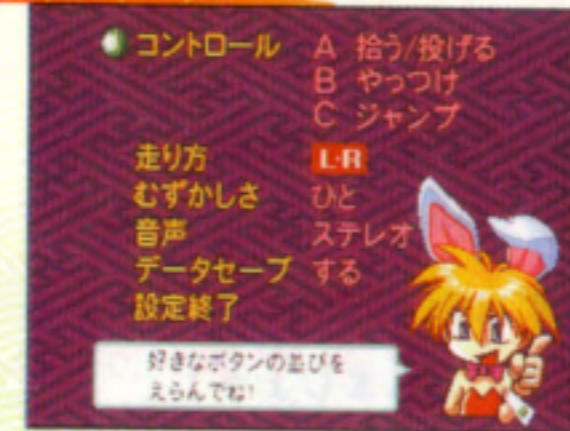 コントロール A 拾う/投げる
B やっつけ
C ジャンプ
走り方 L·R
むずかしさ ひと
音声 ステレオ
データセーブ する
設定終了
好きなボタンの並びを
えらんでね!